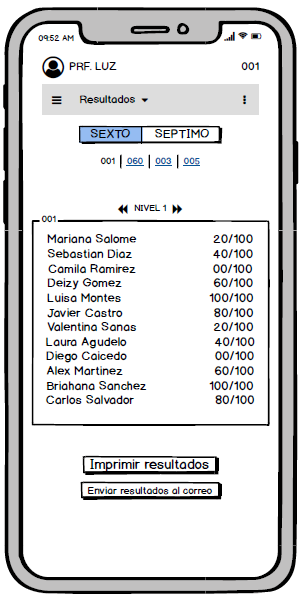 09:52 AM
PRF. LUZ 001
Resultados
SEXTO SEPTIMO
001 060 003 005
NIVEL 1
001
Mariana Salome 20/100
Sebastian Diaz 40/100
Camila Ramirez 00/100
Deizy Gomez 60/100
Luisa Montes 100/100
Javier Castro 80/100
Valentina Sanas 20/100
Laura Agudelo 40/100
Diego Caicedo 00/100
Alex Martinez 60/100
Briahana Sanchez 100/100
Carlos Salvador 80/100
Imprimir resultados
Enviar resultados al correo